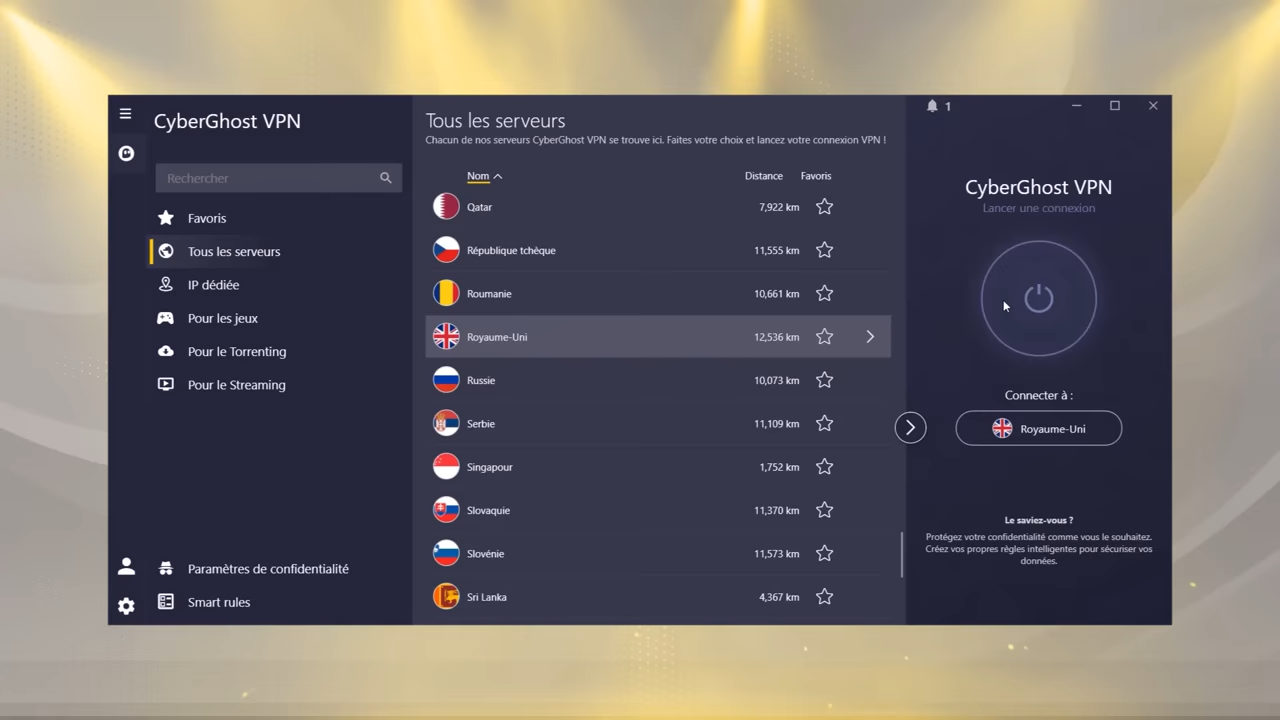 CyberGhost VPN
Rechercher
Favoris
Tous les serveurs
IP dédiée
Pour les jeux
Pour le Torrenting
Pour le Streaming
Paramètres de confidentialité
Smart rules
Tous les serveurs
Chacun de nos serveurs CyberGhost VPN se trouve ici. Faites votre choix et lancez votre connexion VPN !
Nom Distance Favoris
Qatar 7,922 km
République tchèque 11,555 km
Roumanie 10,661 km
Royaume-Uni 12,536 km
Russie 10,073 km
Serbie 11,109 km
Singapour 1,752 km
Slovaquie 11,370 km
Slovénie 11,573 km
Sri Lanka 4,367 km
1
CyberGhost VPN
Lancer une connexion
Connecter à :
Royaume-Uni
Le saviez-vous ?
Protégez votre confidentialité comme vous le souhaitez.
Créez vos propres règles intelligentes pour sécuriser vos
données.